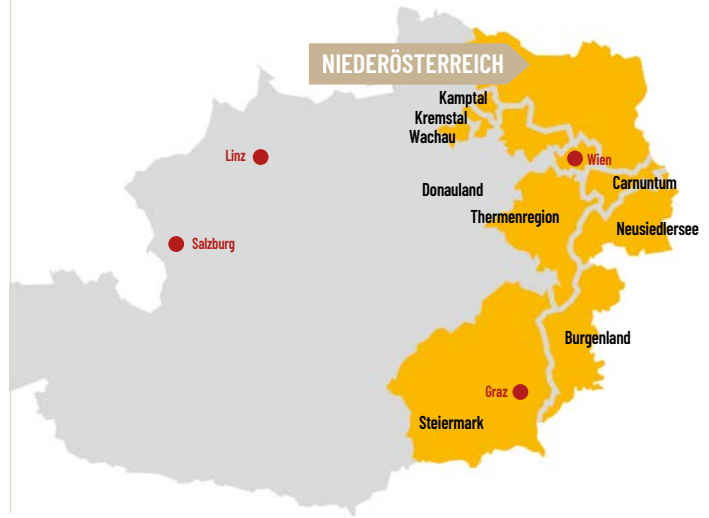 NIEDERÖSTERREICH
Kamptal
Kremstal
Wachau
Linz
Wien
Carnuntum
Donauland
Thermenregion
Neusiedlersee
Salzburg
Burgenland
Graz
Steiermark